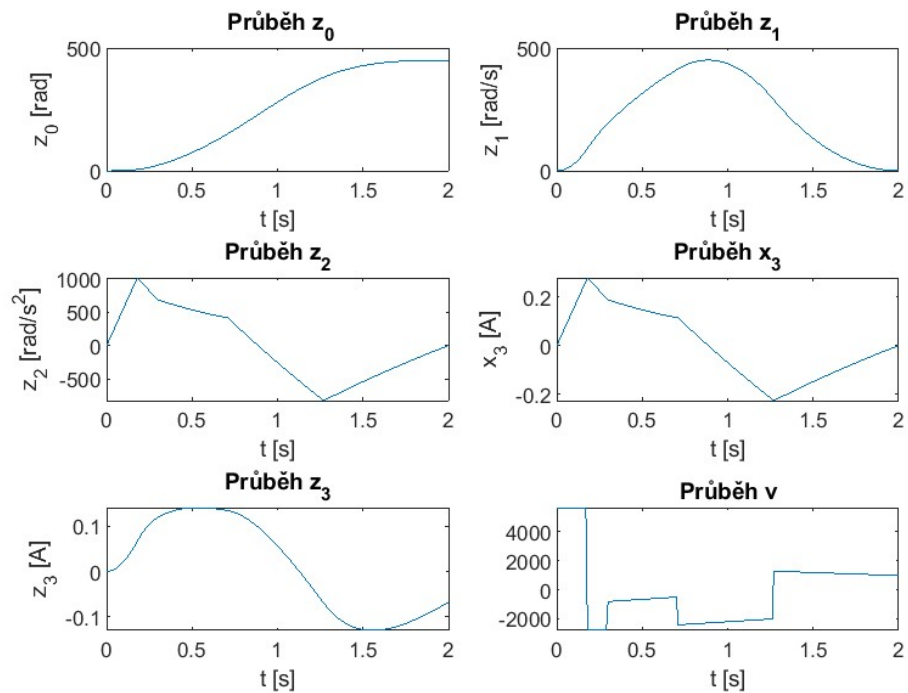 Průběh z0
500
z0 [rad]
0
0 0.5 1 1.5 2
t [s]
Průběh z1
500
z1 [rad/s]
0
0 0.5 1 1.5 2
t [s]
Průběh z2
1000
500
0
-500
z2 [rad/s2]
0 0.5 1 1.5 2
t [s]
Průběh x3
0.2
0
-0.2
x3 [A]
0 0.5 1 1.5 2
t [s]
Průběh z3
0.1
0
-0.1
z3 [A]
0 0.5 1 1.5 2
t [s]
Průběh v
4000
2000
0
-2000
0 0.5 1 1.5 2
t [s]